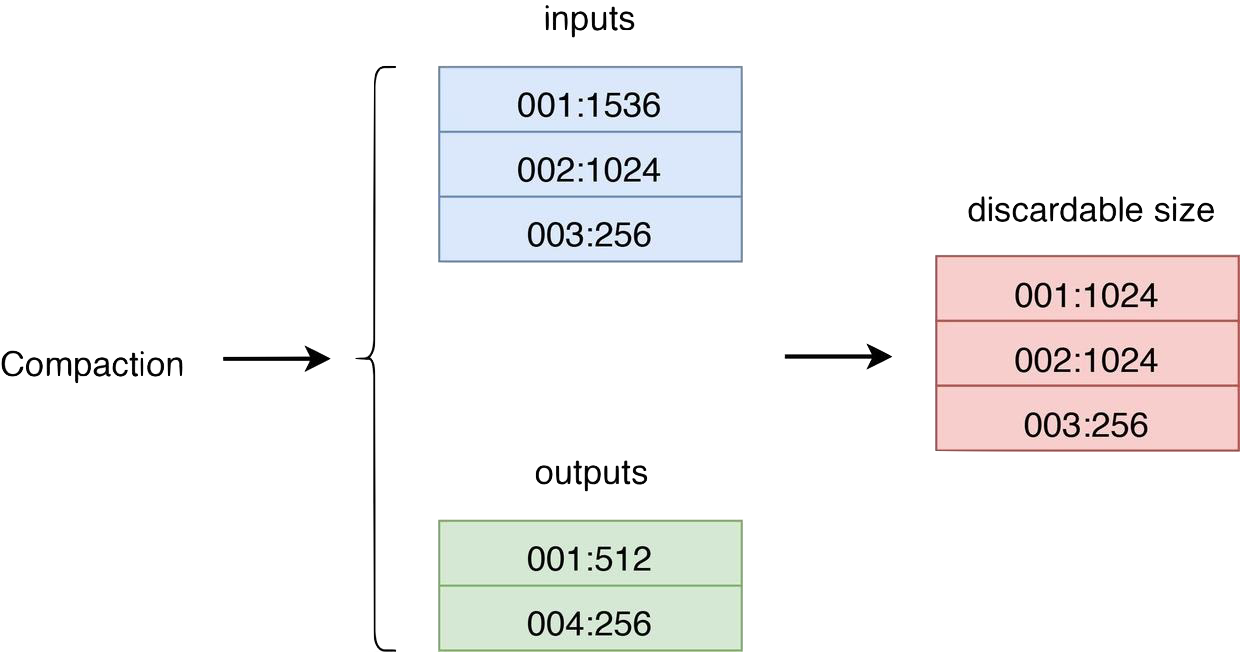 inputs
001:1536
002:1024
003:256
Compaction
outputs
001:512
004:256
discardable size
001:1024
002:1024
003:256